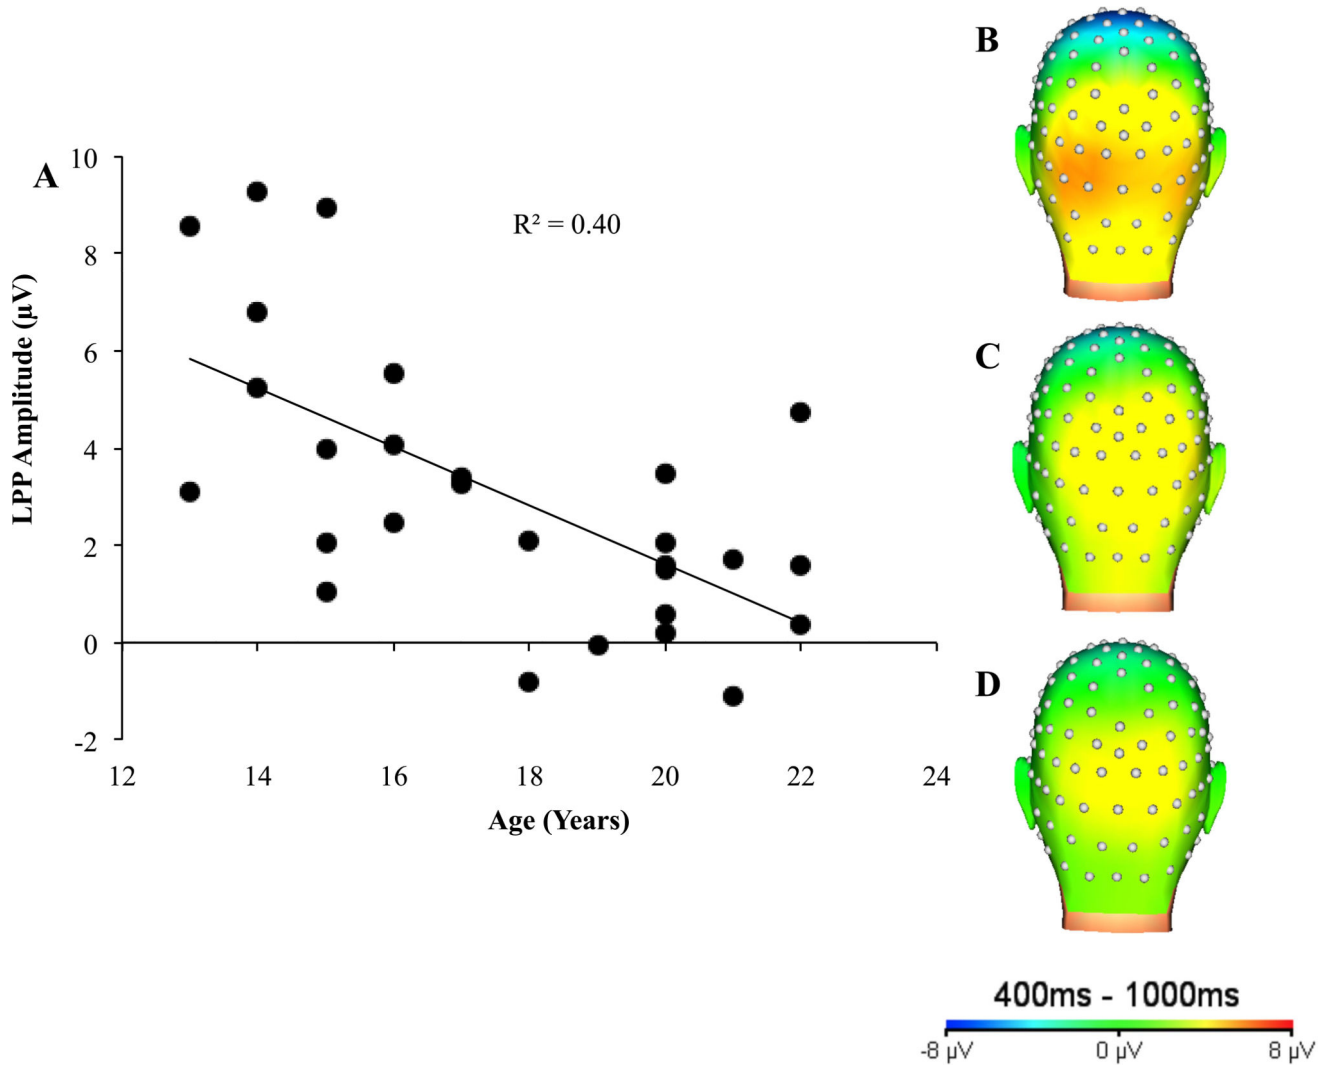 A
LPP Amplitude (μV)
10
8
6
4
2
0
-2
R² = 0.40
12
14
16
18
20
22
24
Age (Years)
B
C
D
400ms - 1000ms
-8 μV
0 μV
8 μV